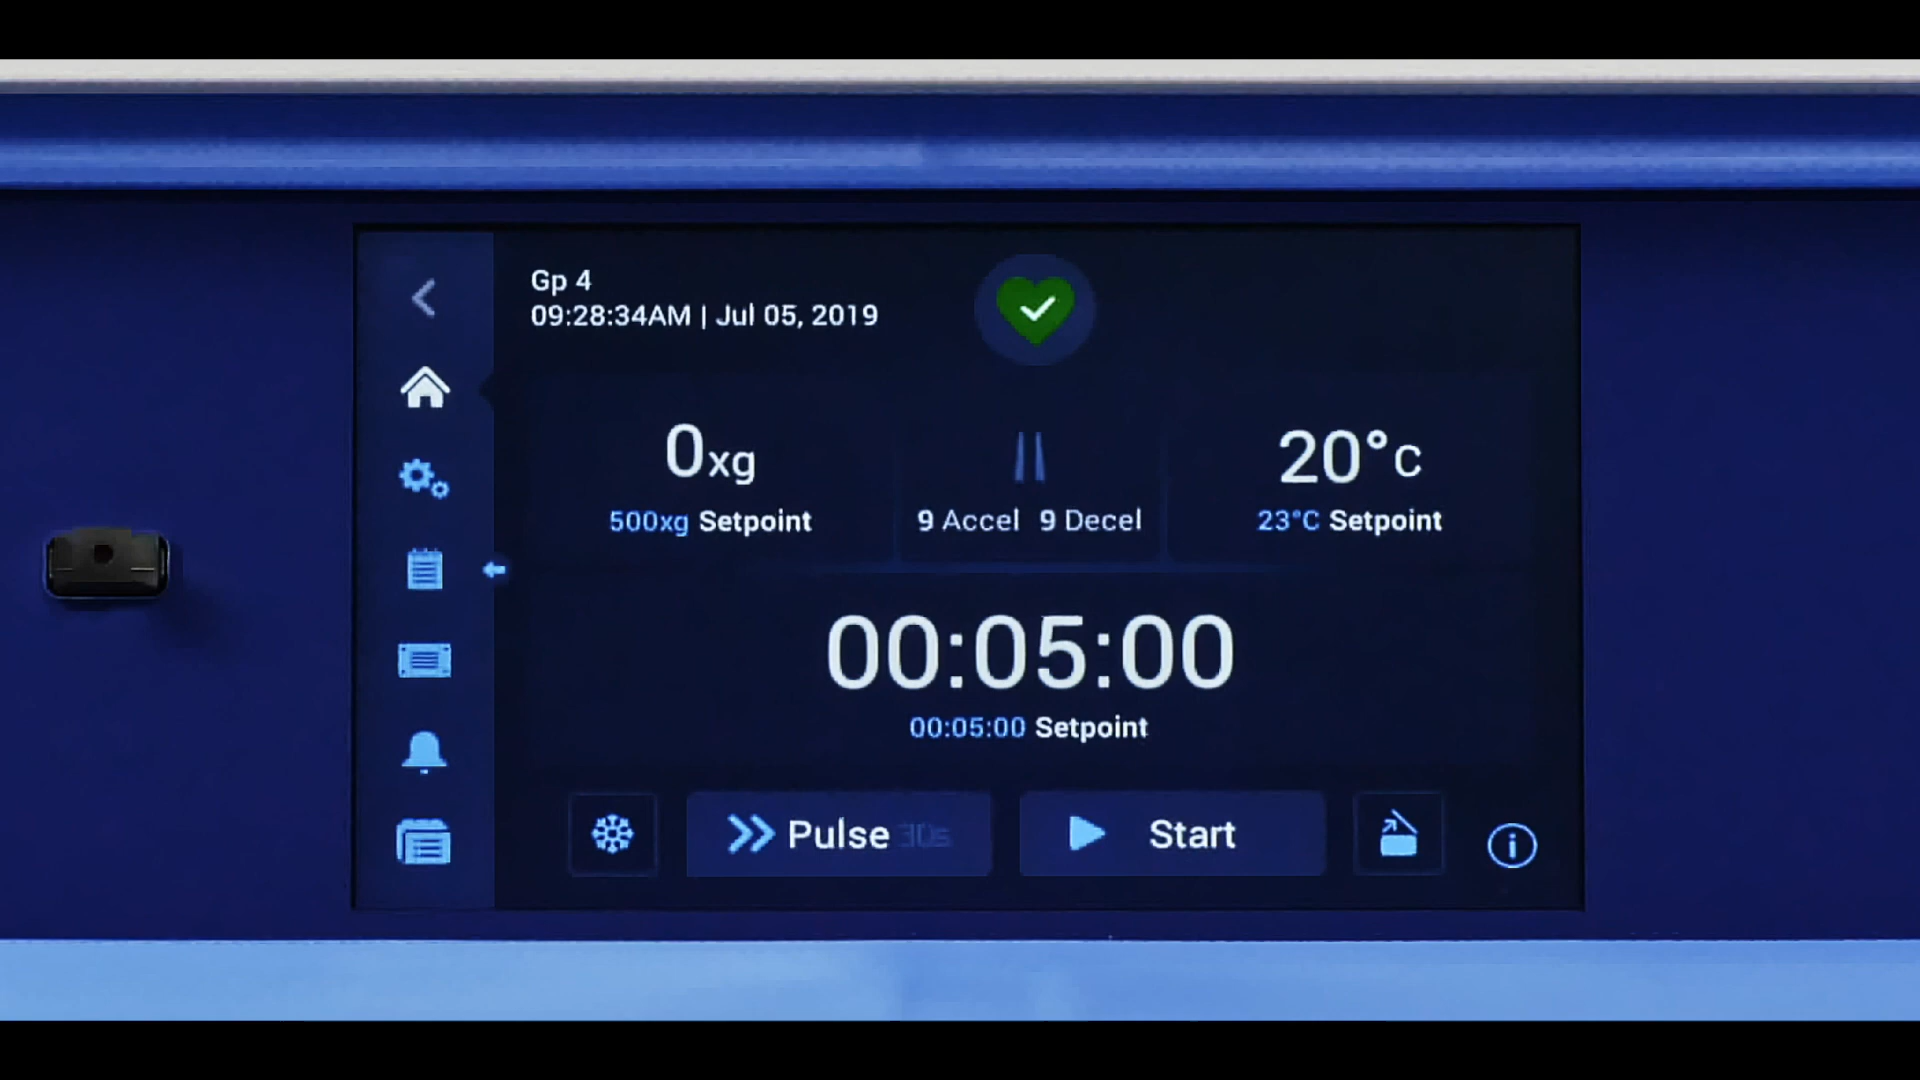 Gp 4
09:28:34AM | Jul 05, 2019
0xg
500xg Setpoint
9 Accel 9 Decel
20°C
23°C Setpoint
00:05:00
00:05:00 Setpoint
Pulse 30s
Start